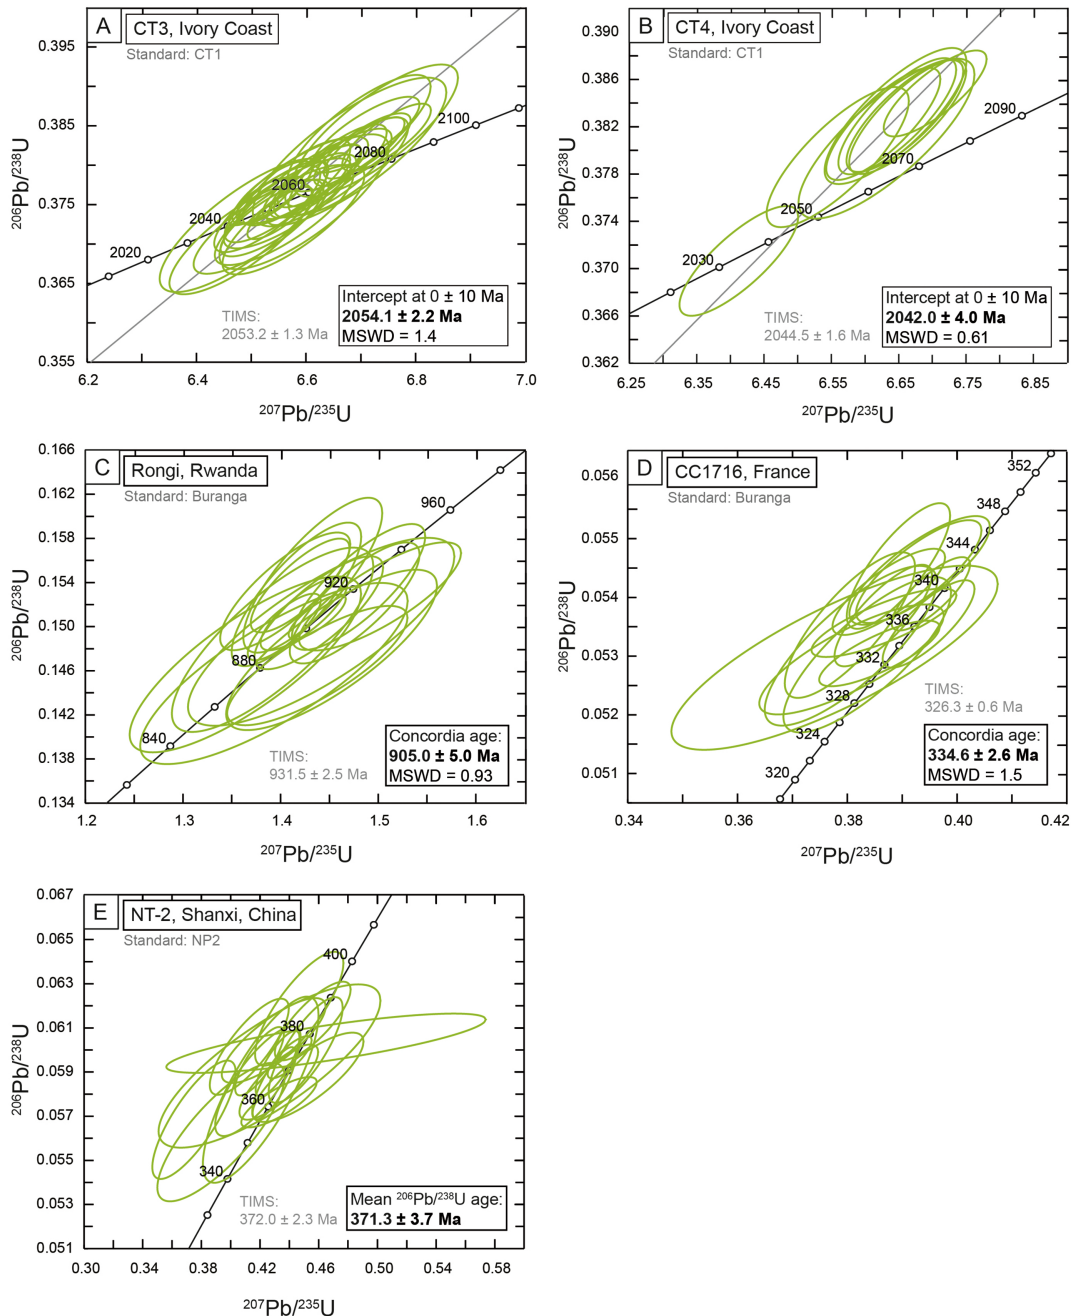 A
CT3, Ivory Coast
Standard: CT1
0.395
0.385
0.375
0.365
0.355
206Pb/238U
2020
2040
2060
2080
2100
TIMS:
2053.2 ± 1.3 Ma
Intercept at 0 ± 10 Ma
2054.1 ± 2.2 Ma
MSWD = 1.4
6.2 6.4 6.6 6.8 7.0
207Pb/235U
B
CT4, Ivory Coast
Standard: CT1
0.390
0.386
0.382
0.378
0.374
0.370
0.366
0.362
206Pb/238U
2030
2050
2070
2090
TIMS:
2044.5 ± 1.6 Ma
Intercept at 0 ± 10 Ma
2042.0 ± 4.0 Ma
MSWD = 0.61
6.25 6.35 6.45 6.55 6.65 6.75 6.85
207Pb/235U
C
Rongi, Rwanda
Standard: Buranga
0.166
0.162
0.158
0.154
0.150
0.146
0.142
0.138
0.134
206Pb/238U
840
880
920
960
TIMS:
931.5 ± 2.5 Ma
Concordia age:
905.0 ± 5.0 Ma
MSWD = 0.93
1.2 1.3 1.4 1.5 1.6
207Pb/235U
D
CC1716, France
Standard: Buranga
0.056
0.055
0.054
0.053
0.052
0.051
206Pb/238U
320
324
328
332
336
340
344
348
352
TIMS:
326.3 ± 0.6 Ma
Concordia age:
334.6 ± 2.6 Ma
MSWD = 1.5
0.34 0.36 0.38 0.40 0.42
207Pb/235U
E
NT-2, Shanxi, China
Standard: NP2
0.067
0.065
0.063
0.061
0.059
0.057
0.055
0.053
0.051
206Pb/238U
340
360
380
400
TIMS:
372.0 ± 2.3 Ma
Mean 206Pb/238U age:
371.3 ± 3.7 Ma
0.30 0.34 0.38 0.42 0.46 0.50 0.54 0.58
207Pb/235U